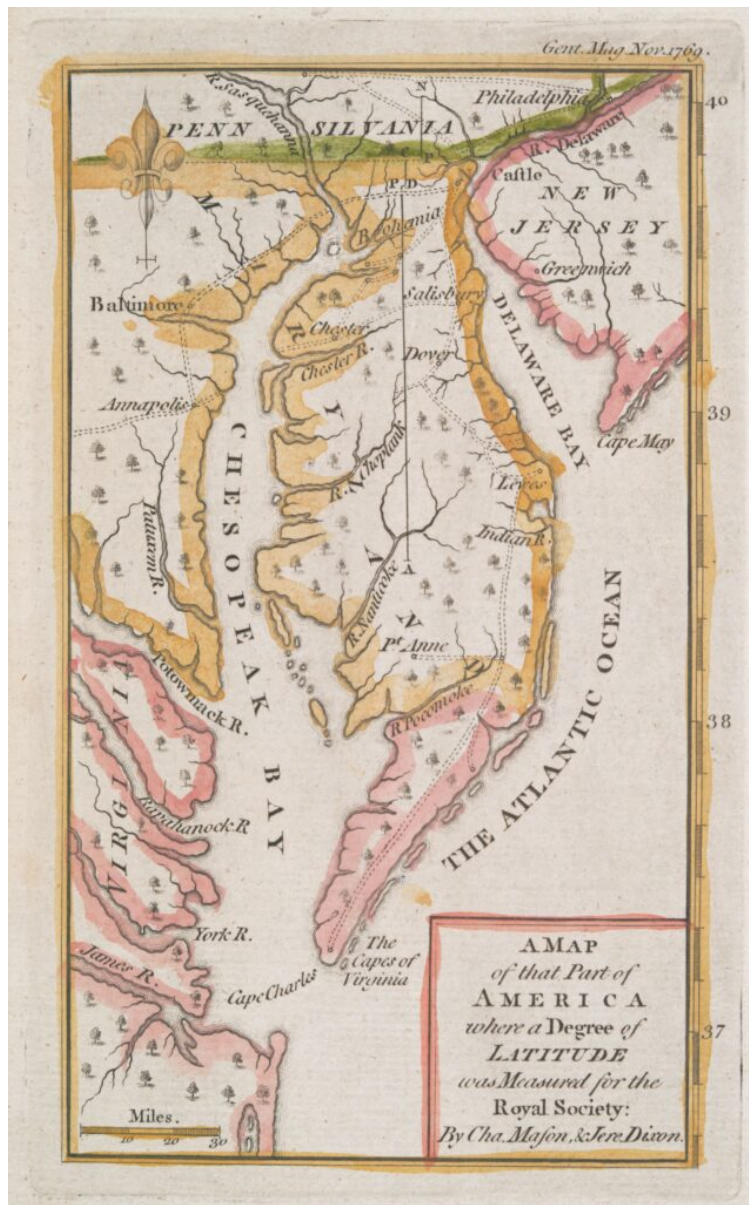 Gent. Mag. Nov. 1769.
40
N
Philadelphia
R. Sasquehanna
PENN SILVANIA
R. Delaware
C P
Castle
P D
NEW
JERSEY
Bohemia
Greenwich
Baltimore
Salisbury
DELAWARE BAY
MARYLAND
Chester
Chester R.
Dover
Annapolis
39
Cape May
CHESOPEAK BAY
R. Choptank
Lewes
Patuxem R.
Indian R.
A
R. Nanticoke
Ps. Anne
Potowmack R.
R. Pocomoke
38
THE ATLANTIC OCEAN
VIRGINIA
Rapahanock R
York R.
James R.
Cape Charles
The
Capes of
Virginia
37
A MAP
of that Part of
AMERICA
where a Degree of
LATITUDE
was Measured for the
Royal Society:
By Cha. Mason, & Jere. Dixon.
Miles.
10 20 30